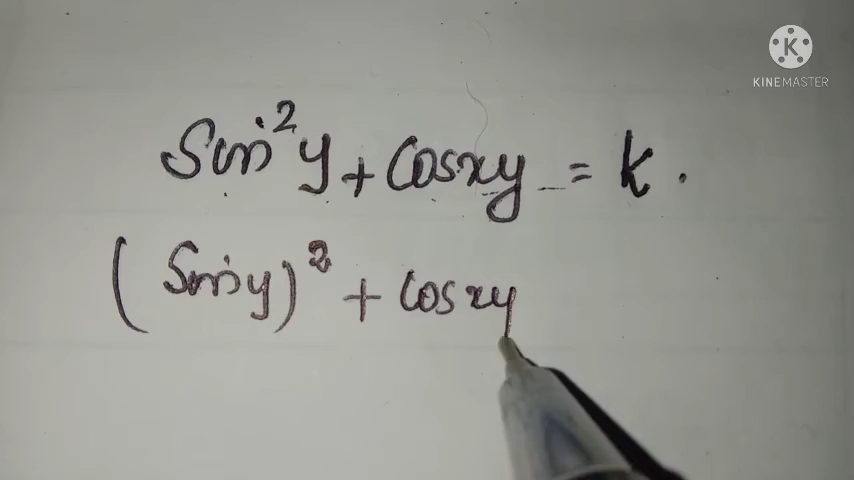 K
KINEMASTER
Sin²y + Cosxy = K.
(Siny)² + Cosxy